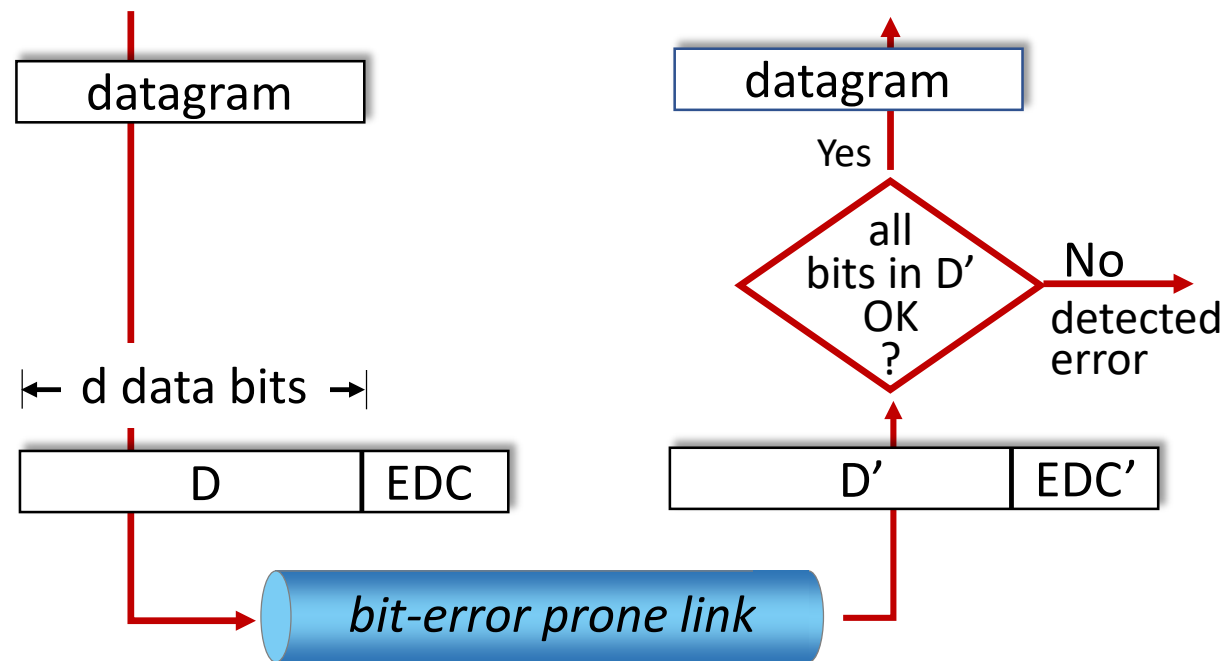 datagram
d data bits
D
EDC
bit-error prone link
datagram
Yes
all
bits in D’
OK
?
No
detected
error
D’
EDC’